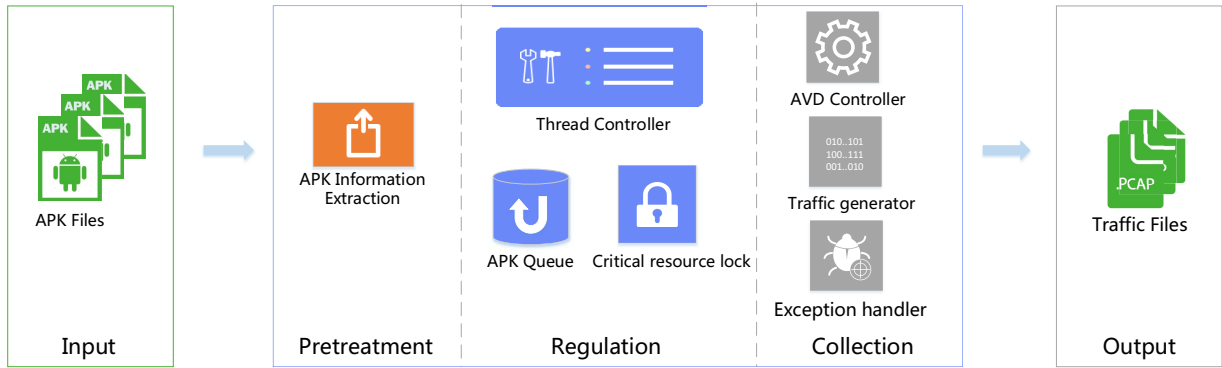 APK
APK
APK
APK Files
Input
APK Information
Extraction
Pretreatment
Thread Controller
APK Queue
Critical resource lock
Regulation
AVD Controller
010..101
100..111
001..010
Traffic generator
Exception handler
Collection
.PCAP
Traffic Files
Output